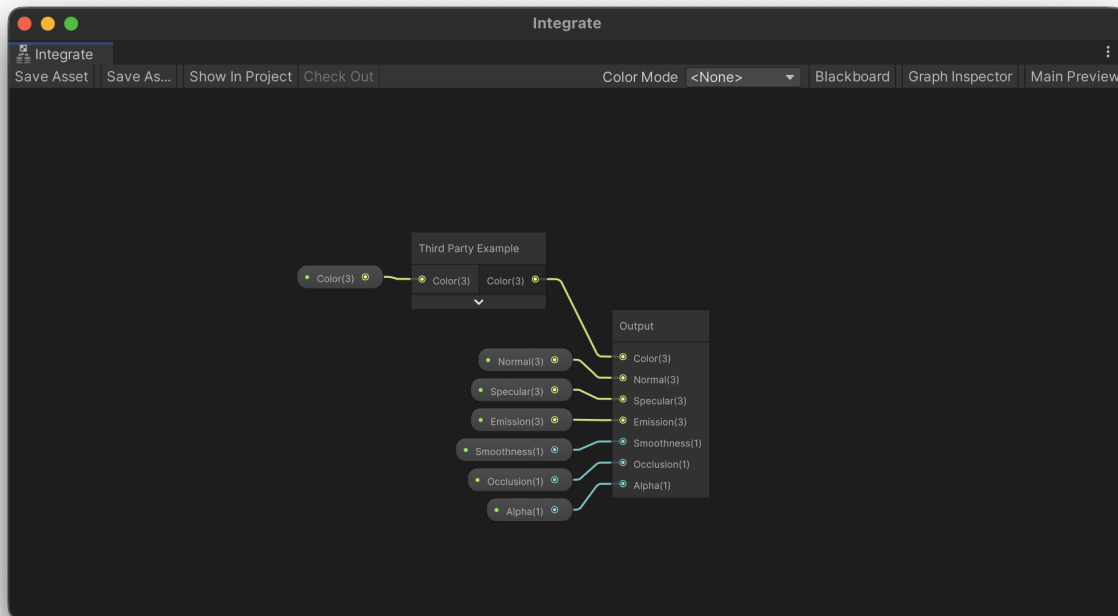 Integrate
Integrate
Save Asset Save As... Show In Project Check Out Color Mode <None> Blackboard Graph Inspector Main Preview
Third Party Example
Color(3) Color(3) Color(3)
Output
Color(3)
Normal(3) Normal(3)
Specular(3) Specular(3)
Emission(3) Emission(3)
Smoothness(1) Smoothness(1)
Occlusion(1) Occlusion(1)
Alpha(1) Alpha(1)